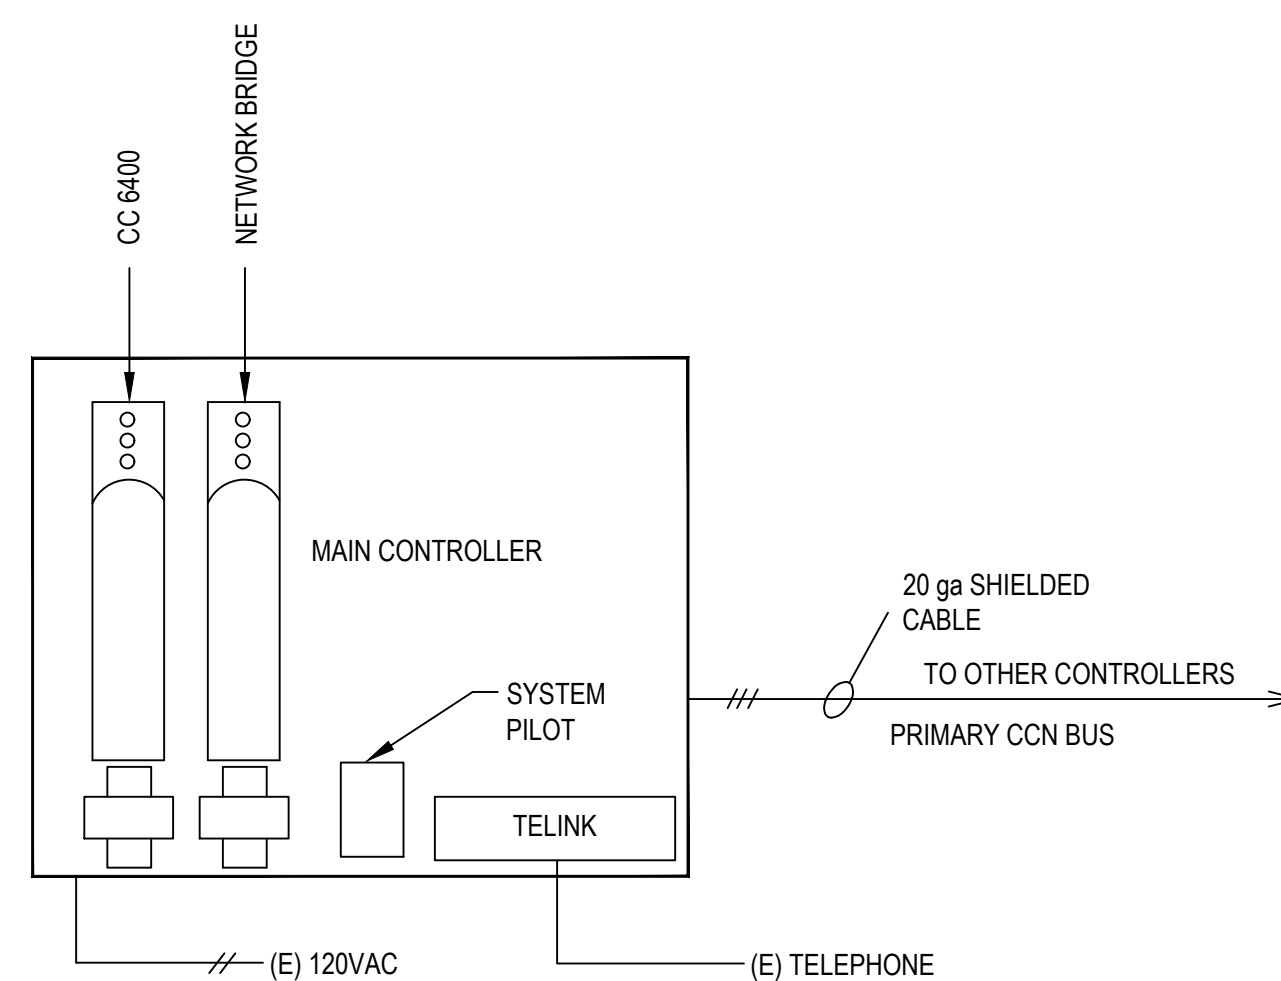 CC 6400
NETWORK BRIDGE
MAIN CONTROLLER
20 ga SHIELDED
CABLE
TO OTHER CONTROLLERS
SYSTEM
PILOT
PRIMARY CCN BUS
TELINK
(E) 120VAC
(E) TELEPHONE